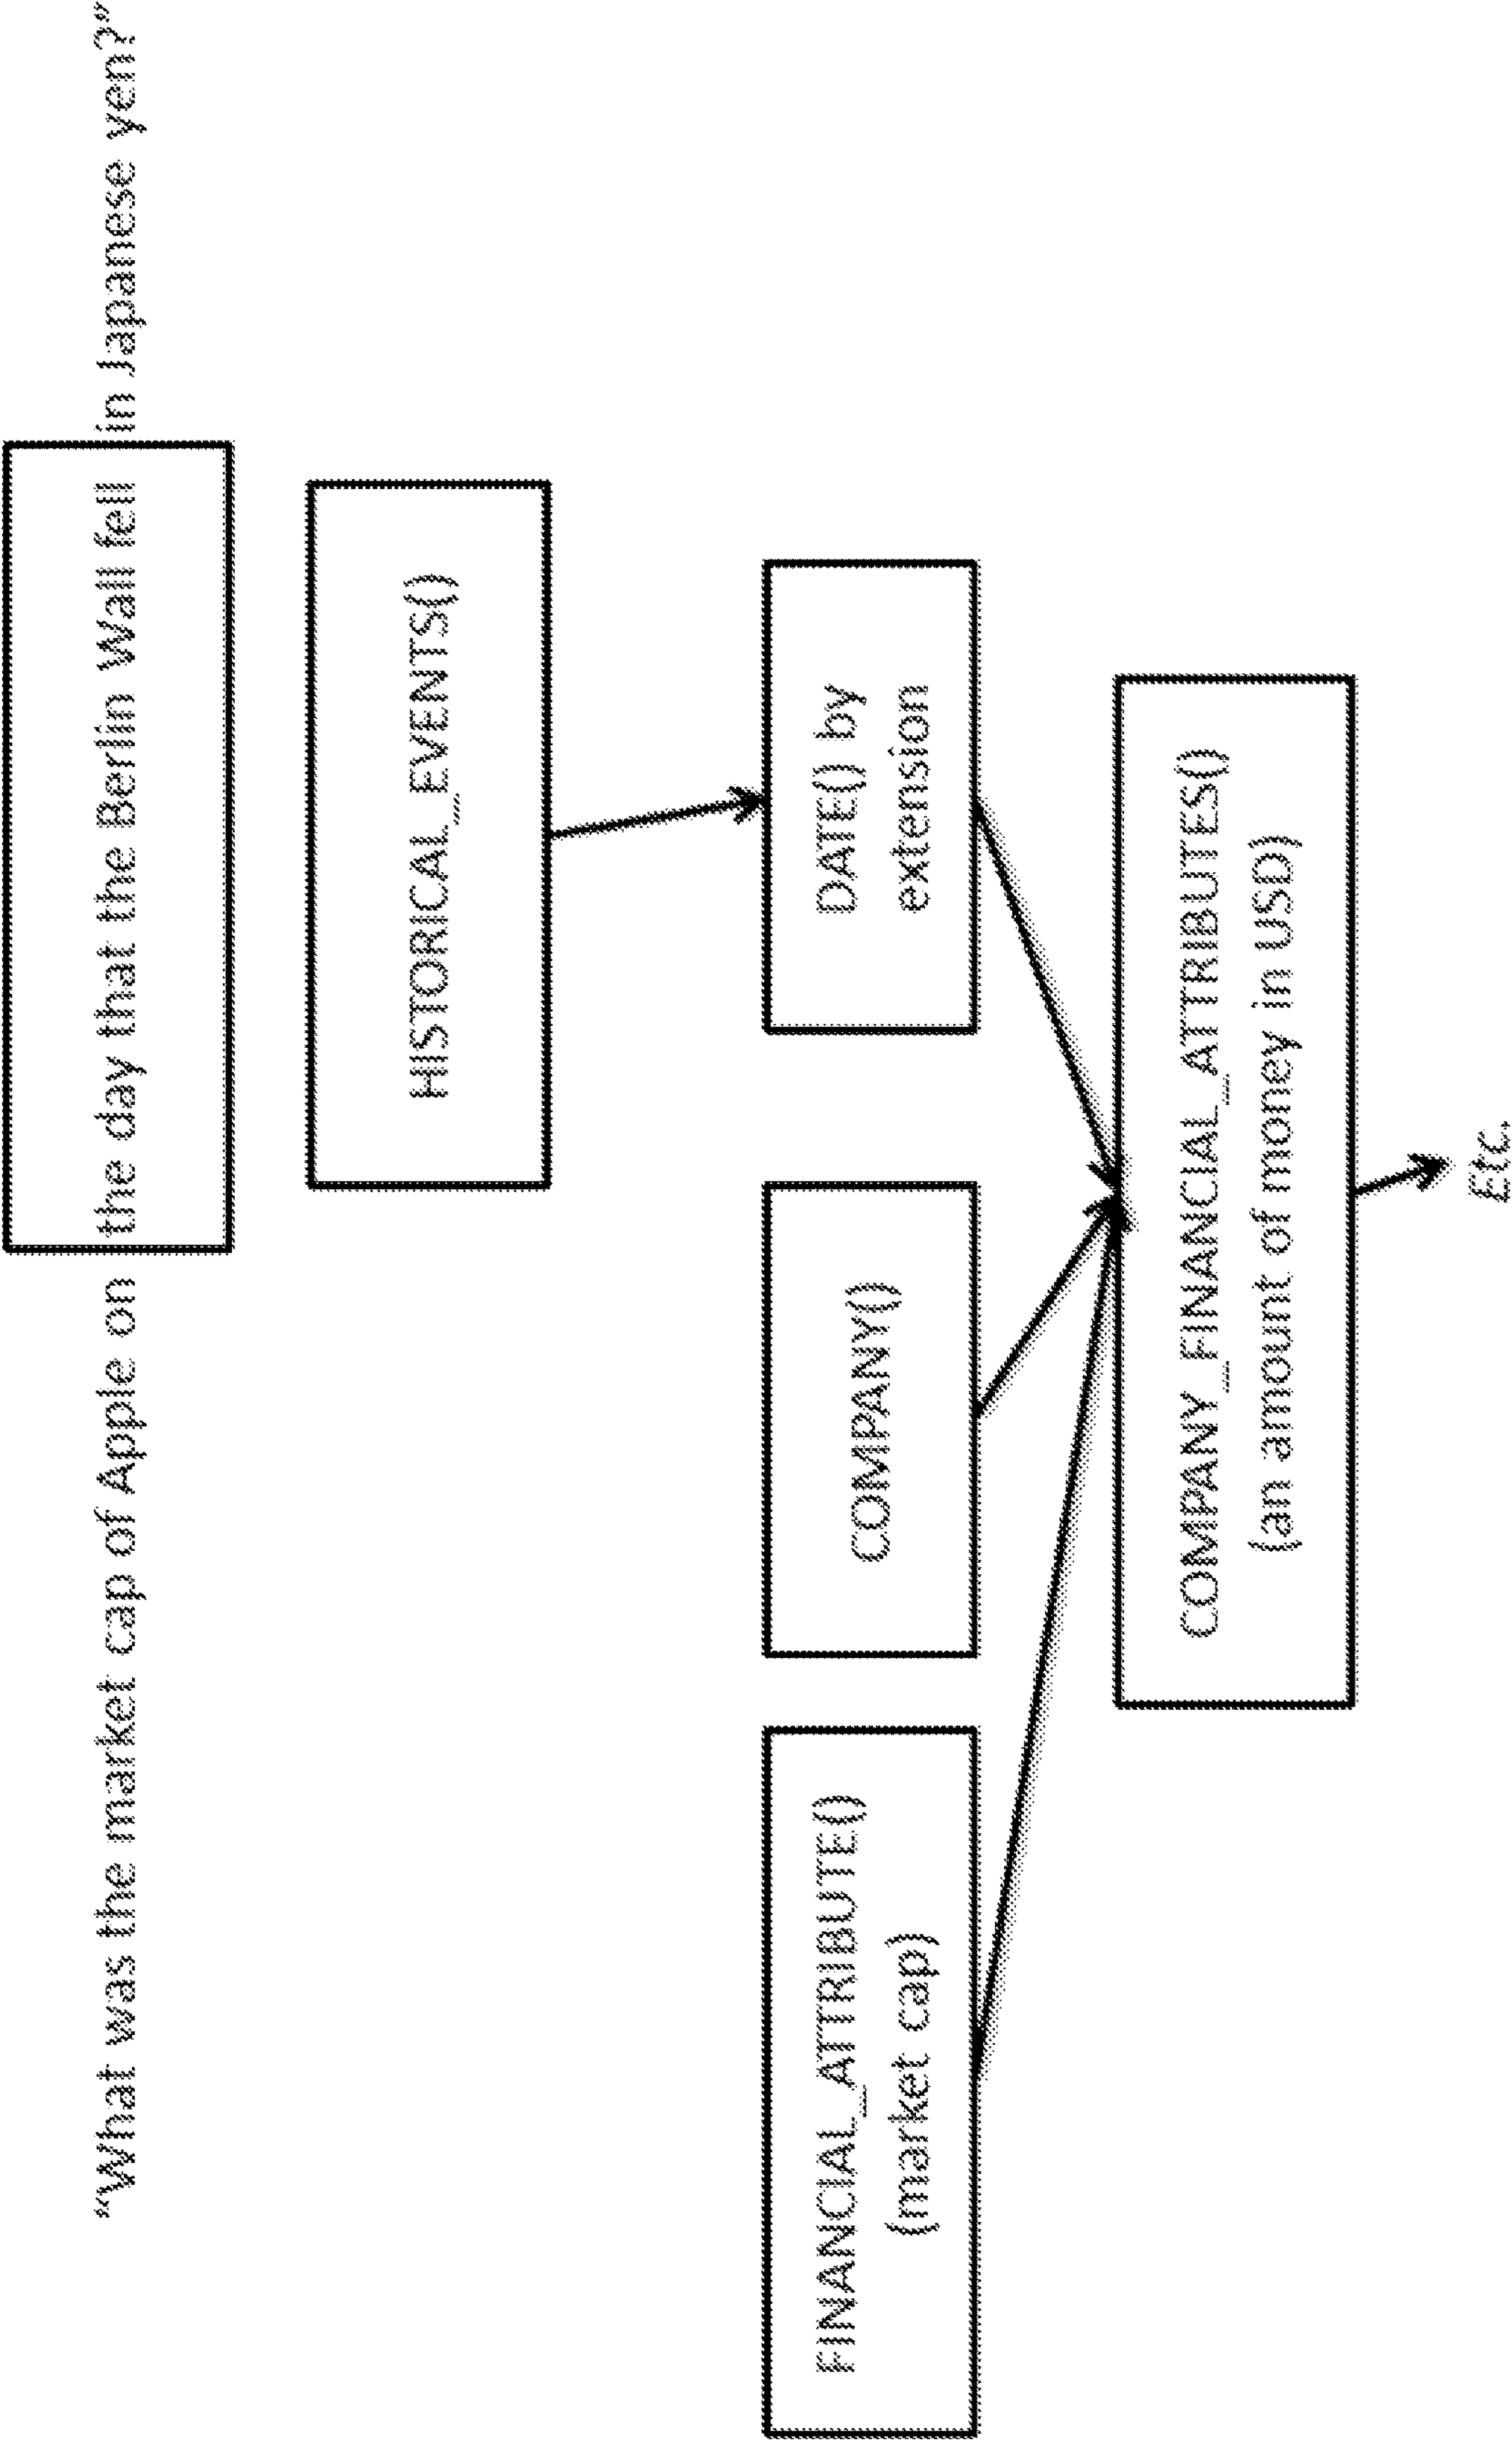 “What was the market cap of Apple on the day that the Berlin Wall fell in Japanese yen?”
HISTORICAL_EVENTS()
FINANCIAL_ATTRIBUTE()
(market cap)
COMPANY()
DATE() by
extension
COMPANY_FINANCIAL_ATTRIBUTES()
(an amount of money in USD)
Etc.